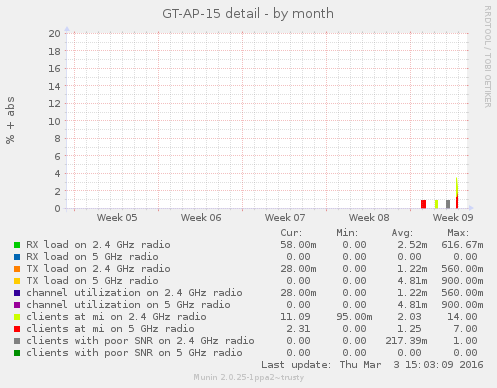 GT-AP-15 detail - by month
RRDTOOL / TOBI OETIKER
% + abs
20
18
16
14
12
10
8
6
4
2
0
Week 05 Week 06 Week 07 Week 08 Week 09
Cur: Min: Avg: Max:
RX load on 2.4 GHz radio 58.00m 0.00 2.52m 616.67m
RX load on 5 GHz radio 0.00 0.00 0.00 0.00
TX load on 2.4 GHz radio 28.00m 0.00 1.22m 560.00m
TX load on 5 GHz radio 0.00 0.00 4.81m 900.00m
channel utilization on 2.4 GHz radio 28.00m 0.00 1.22m 560.00m
channel utilization on 5 GHz radio 0.00 0.00 4.81m 900.00m
clients at mi on 2.4 GHz radio 11.09 95.00m 2.03 14.00
clients at mi on 5 GHz radio 2.31 0.00 1.25 7.00
clients with poor SNR on 2.4 GHz radio 0.00 0.00 217.39m 1.00
clients with poor SNR on 5 GHz radio 0.00 0.00 0.00 0.00
Last update: Thu Mar 3 15:03:09 2016
Munin 2.0.25-1ppa2~trusty